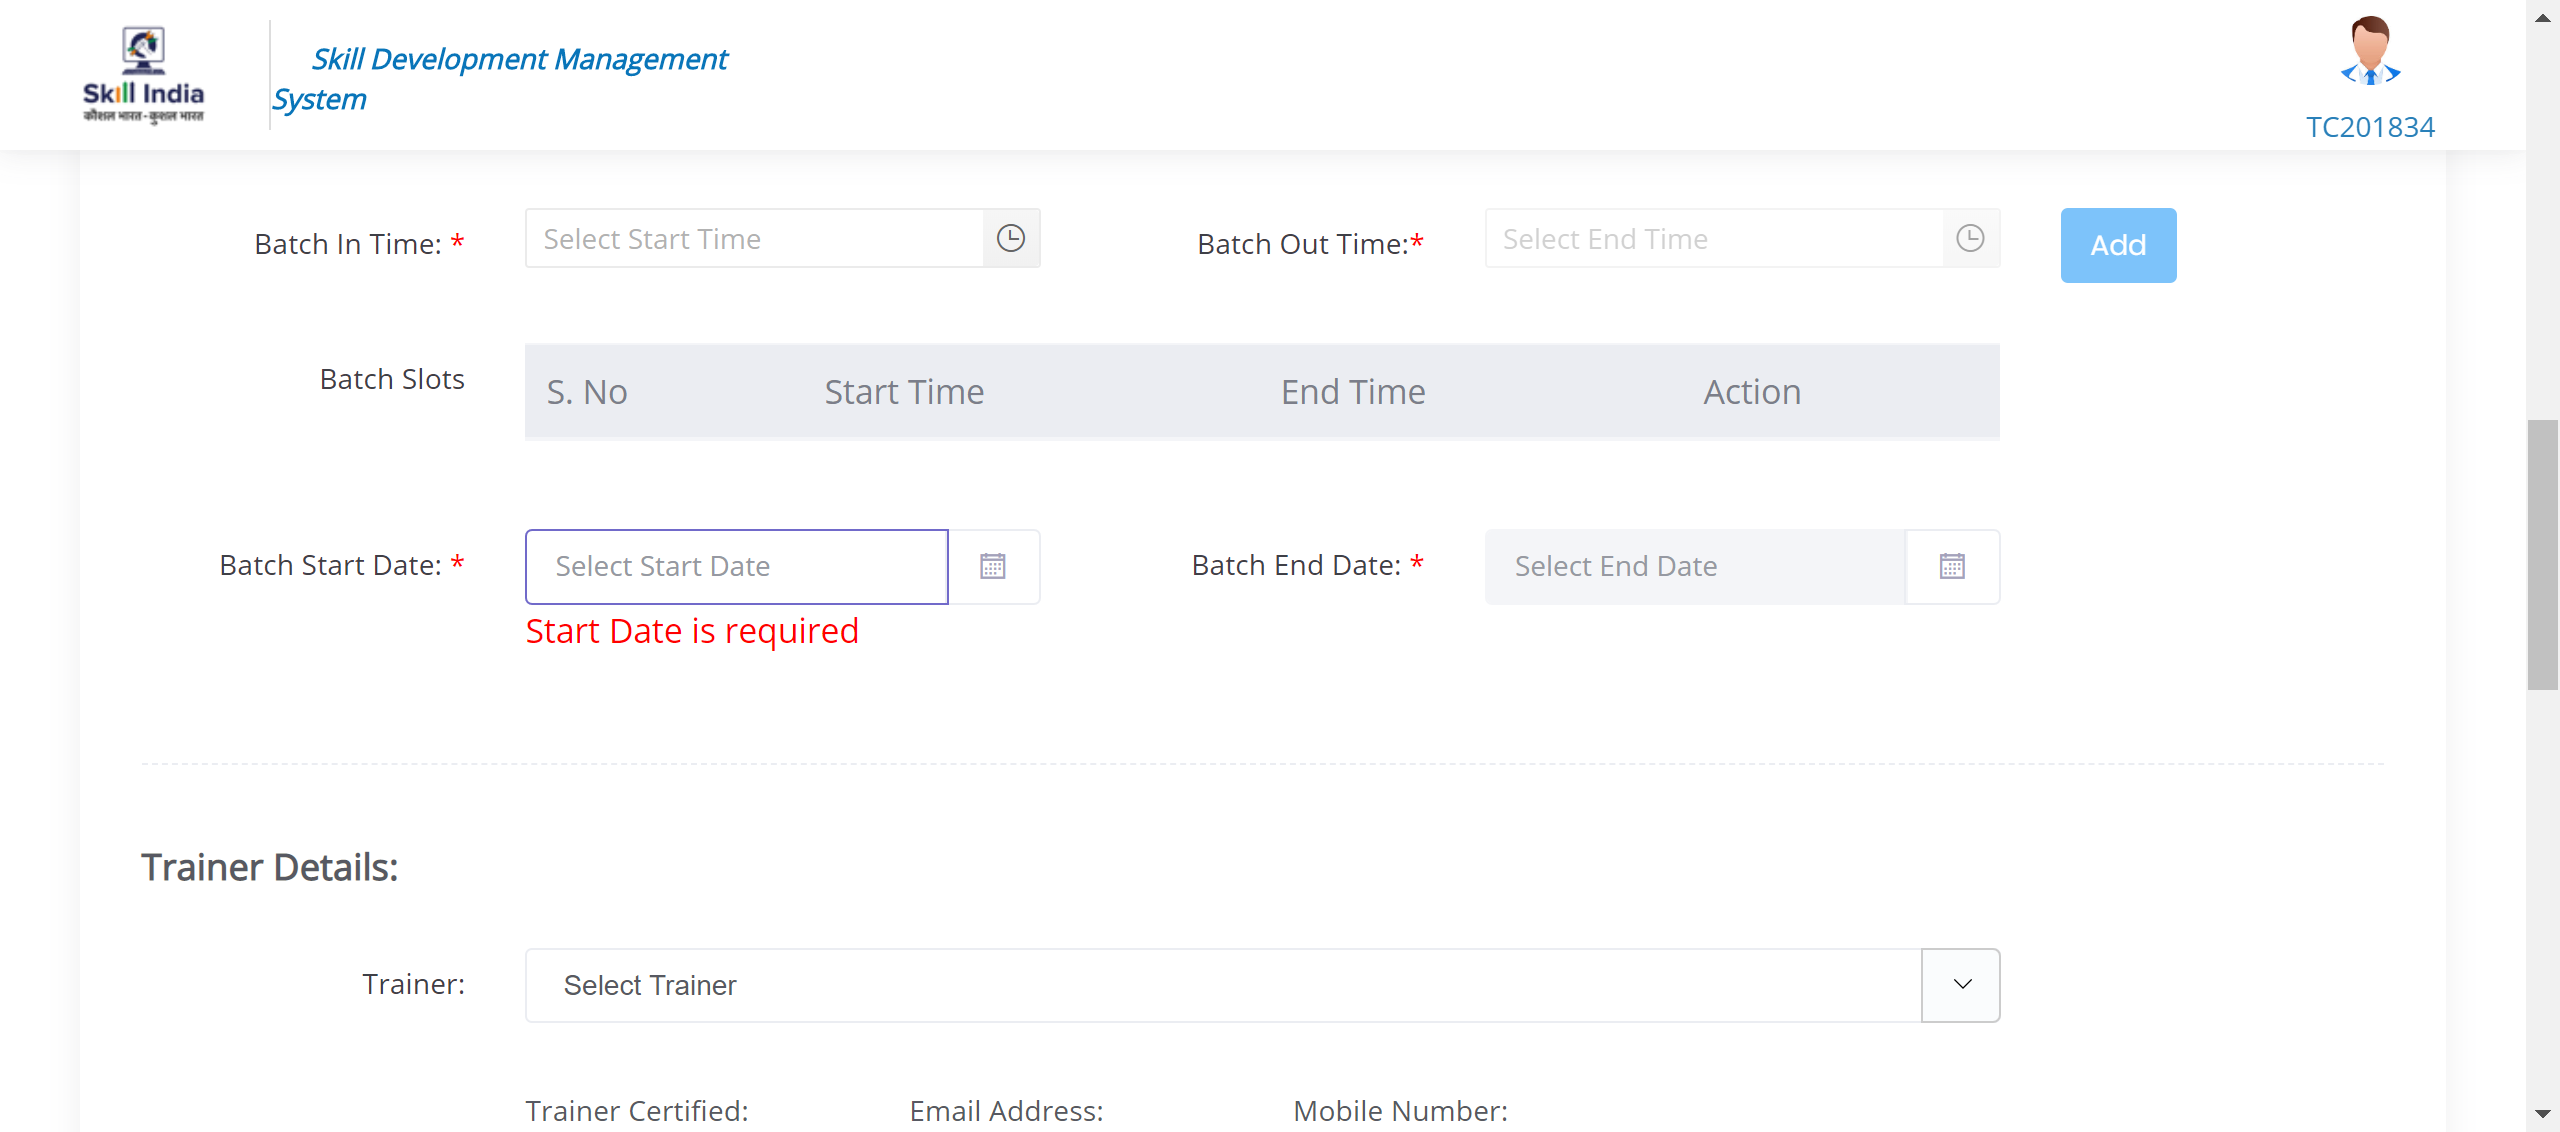 Skill India
कौशल भारत - कुशल भारत
Skill Development Management
System
TC201834
Batch In Time: *
Select Start Time
Batch Out Time:*
Select End Time
Add
Batch Slots
S. No
Start Time
End Time
Action
Batch Start Date: *
Select Start Date
Batch End Date: *
Select End Date
Start Date is required
Trainer Details:
Trainer:
Select Trainer
Trainer Certified:
Email Address:
Mobile Number: